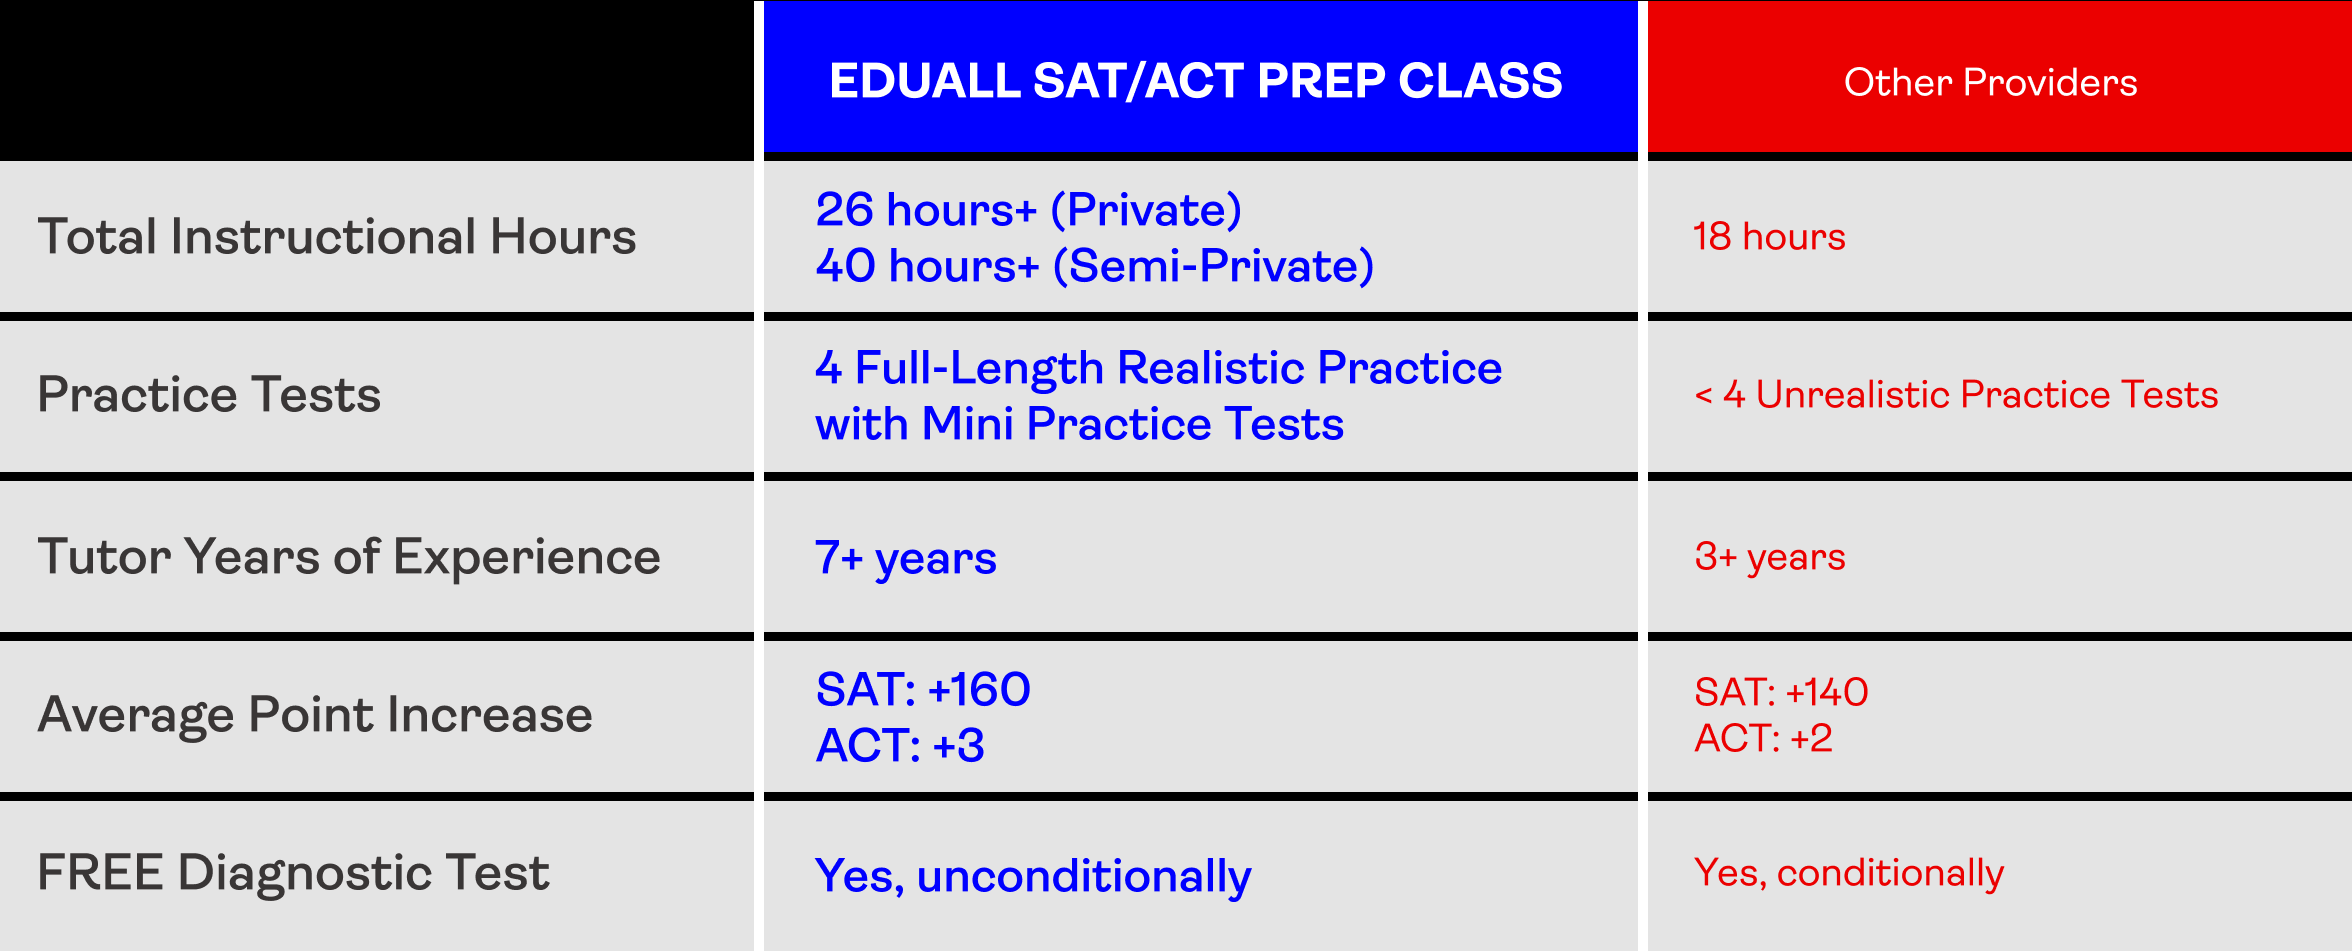 EDUALL SAT/ACT PREP CLASS
Other Providers
Total Instructional Hours
26 hours+ (Private)
40 hours+ (Semi-Private)
18 hours
Practice Tests
4 Full-Length Realistic Practice
with Mini Practice Tests
< 4 Unrealistic Practice Tests
Tutor Years of Experience
7+ years
3+ years
Average Point Increase
SAT: +160
ACT: +3
SAT: +140
ACT: +2
FREE Diagnostic Test
Yes, unconditionally
Yes, conditionally